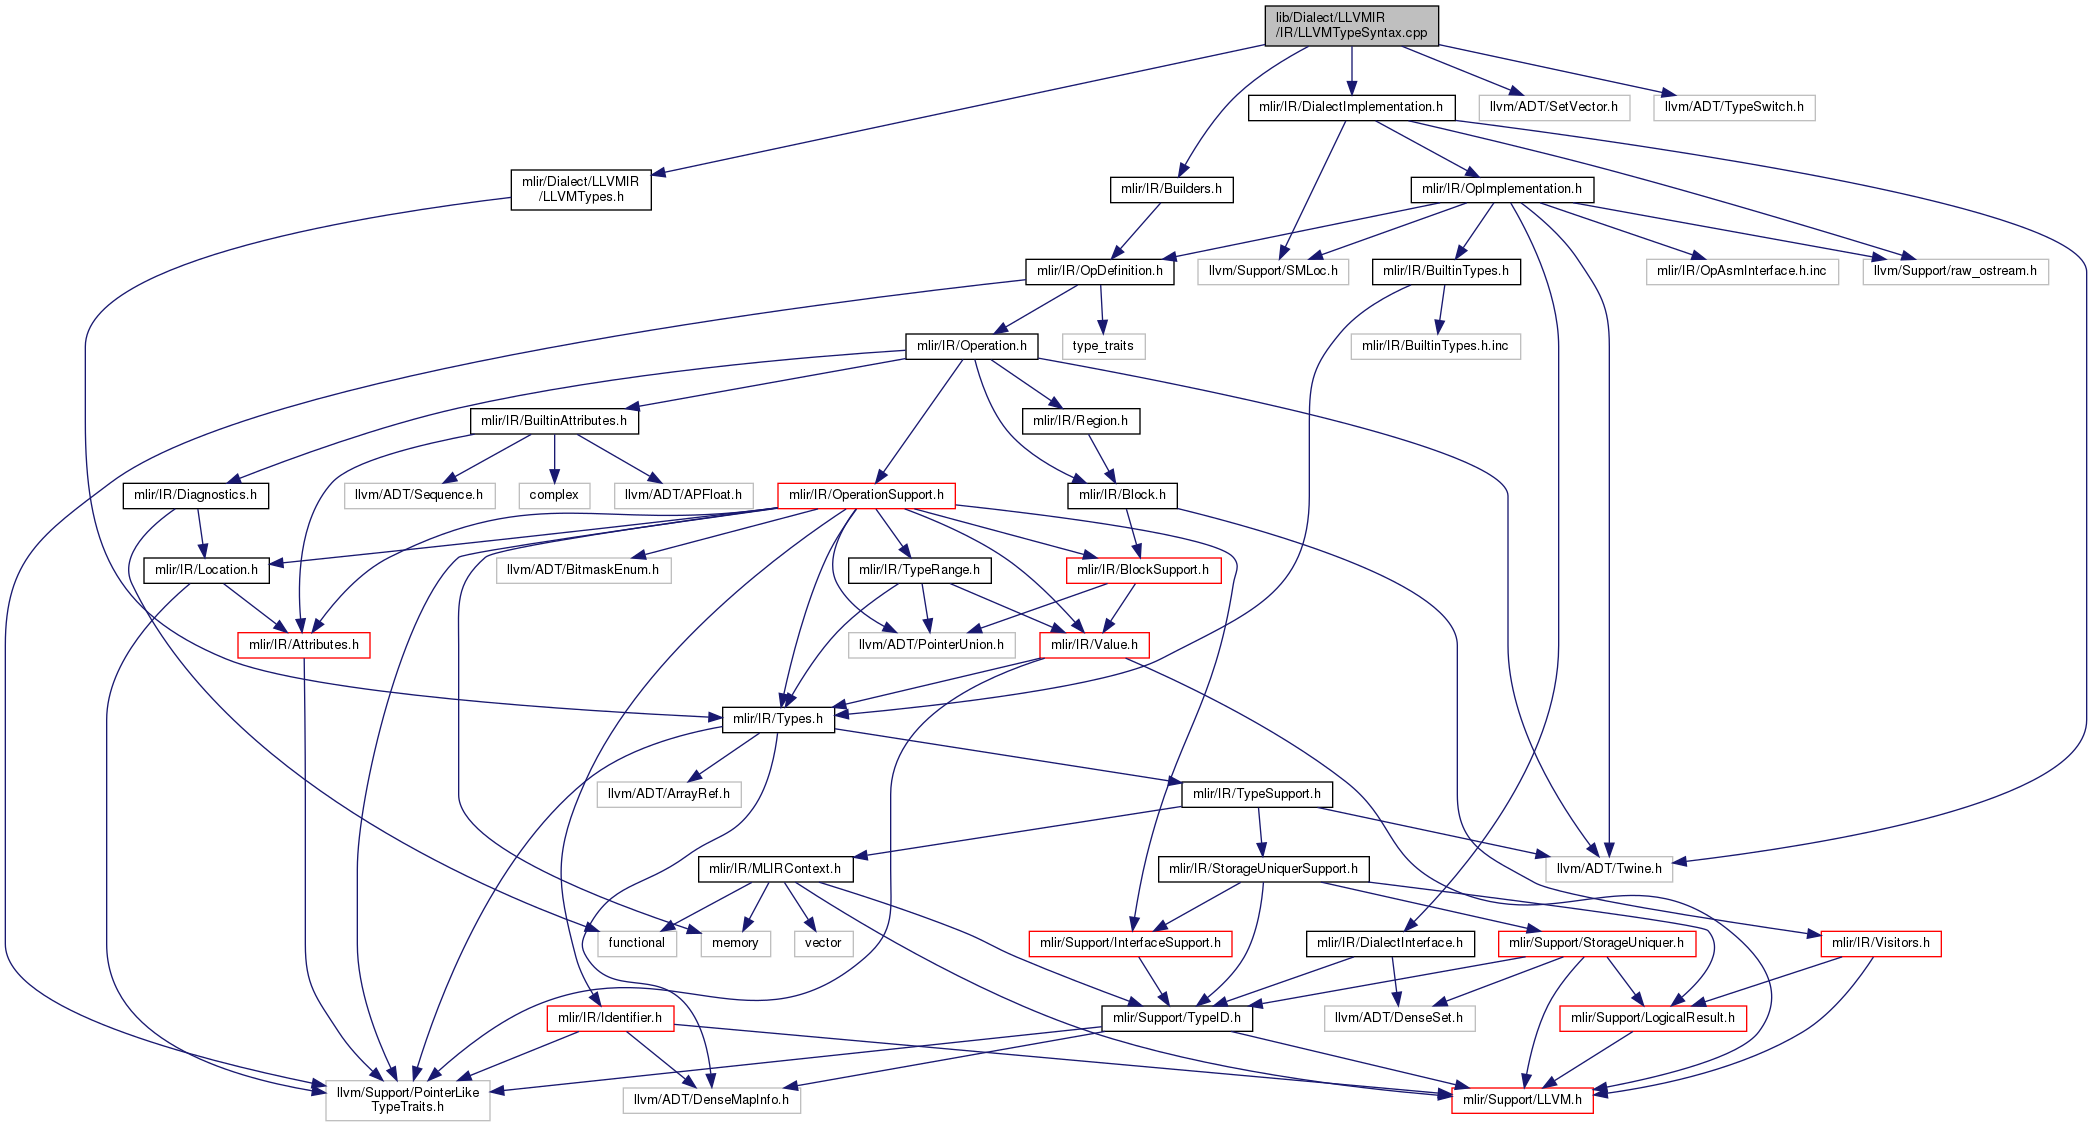 lib/Dialect/LLVMIR
/IR/LLVMTypeSyntax.cpp
mlir/IR/DialectImplementation.h
llvm/ADT/SetVector.h
llvm/ADT/TypeSwitch.h
mlir/Dialect/LLVMIR
/LLVMTypes.h
mlir/IR/Builders.h
mlir/IR/OpImplementation.h
mlir/IR/OpDefinition.h
llvm/Support/SMLoc.h
mlir/IR/BuiltinTypes.h
mlir/IR/OpAsmInterface.h.inc
llvm/Support/raw_ostream.h
mlir/IR/Operation.h
type_traits
mlir/IR/BuiltinTypes.h.inc
mlir/IR/BuiltinAttributes.h
mlir/IR/Region.h
mlir/IR/Diagnostics.h
llvm/ADT/Sequence.h
complex
llvm/ADT/APFloat.h
mlir/IR/OperationSupport.h
mlir/IR/Block.h
mlir/IR/Location.h
llvm/ADT/BitmaskEnum.h
mlir/IR/TypeRange.h
mlir/IR/BlockSupport.h
mlir/IR/Attributes.h
llvm/ADT/PointerUnion.h
mlir/IR/Value.h
mlir/IR/Types.h
llvm/ADT/ArrayRef.h
mlir/IR/TypeSupport.h
mlir/IR/MLIRContext.h
mlir/IR/StorageUniquerSupport.h
llvm/ADT/Twine.h
functional
memory
vector
mlir/Support/InterfaceSupport.h
mlir/IR/DialectInterface.h
mlir/Support/StorageUniquer.h
mlir/IR/Visitors.h
mlir/IR/Identifier.h
mlir/Support/TypeID.h
llvm/ADT/DenseSet.h
mlir/Support/LogicalResult.h
llvm/Support/PointerLike
TypeTraits.h
llvm/ADT/DenseMapInfo.h
mlir/Support/LLVM.h